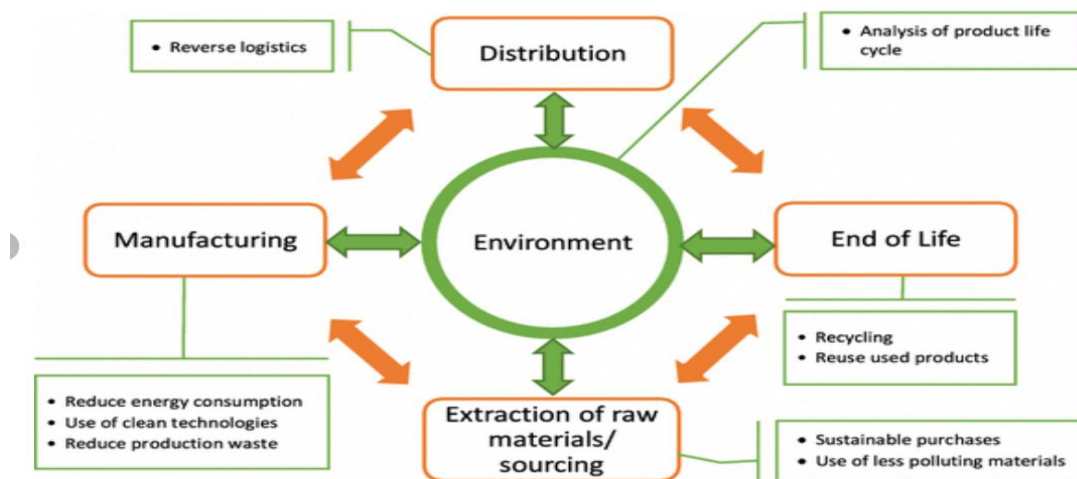 • Reverse logistics
Distribution
• Analysis of product life
cycle
Manufacturing
Environment
End of Life
• Recycling
• Reuse used products
• Reduce energy consumption
• Use of clean technologies
• Reduce production waste
Extraction of raw
materials/
sourcing
• Sustainable purchases
• Use of less polluting materials